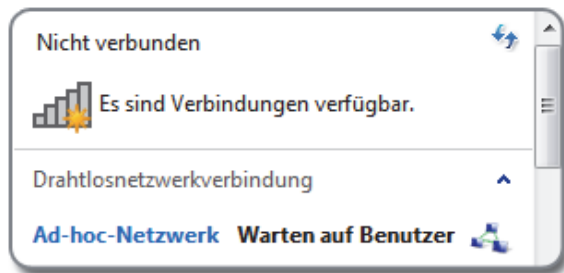 Nicht verbunden
Es sind Verbindungen verfügbar.
Drahtlosnetzwerkverbindung
Ad-hoc-Netzwerk Warten auf Benutzer